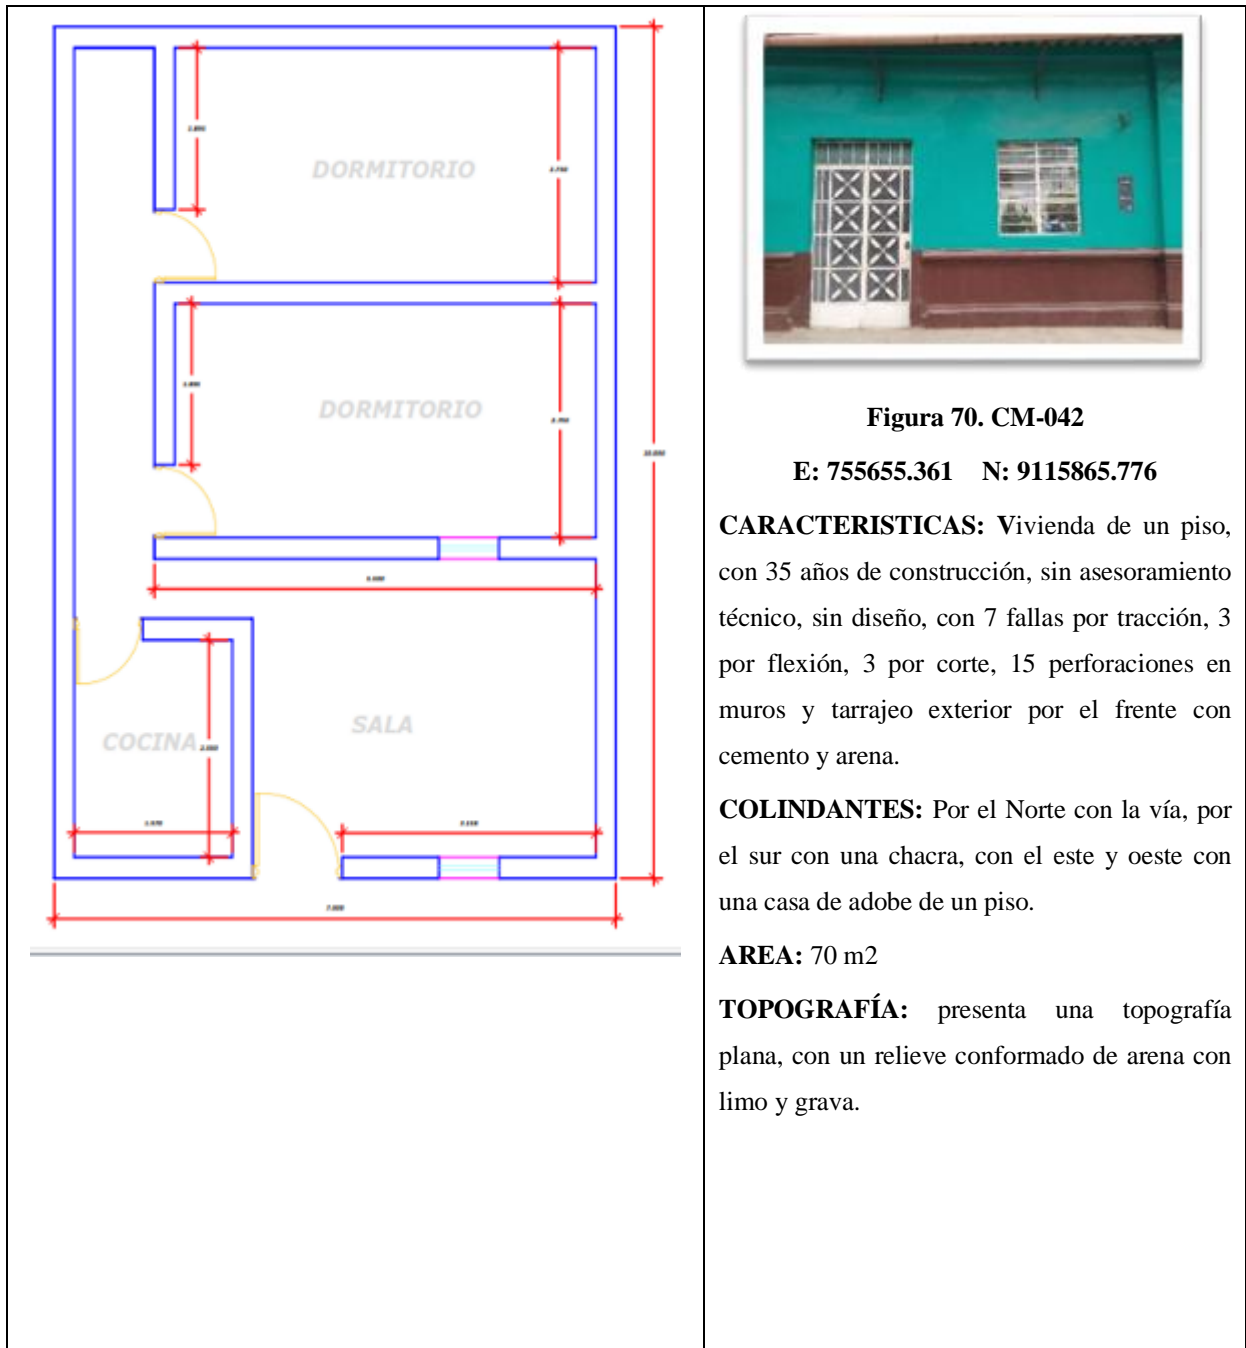 DORMITORIO
DORMITORIO
SALA
COCINA
Figura 70. CM-042
E: 755655.361 N: 9115865.776
CARACTERISTICAS: Vivienda de un piso,
con 35 años de construcción, sin asesoramiento
técnico, sin diseño, con 7 fallas por tracción, 3
por flexión, 3 por corte, 15 perforaciones en
muros y tarrajeo exterior por el frente con
cemento y arena.
COLINDANTES: Por el Norte con la vía, por
el sur con una chacra, con el este y oeste con
una casa de adobe de un piso.
AREA: 70 m2
TOPOGRAFÍA: presenta una topografía
plana, con un relieve conformado de arena con
limo y grava.